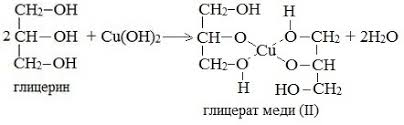 CH₂–OH
2 CH–OH + Cu(OH)₂ → CH₂–OH
CH₂–OH
CH–O
CH₂–O
H
Cu
H
O–CH₂
O–CH
HO–CH₂
+ 2H₂O
глицерин
глицерат меди (II)